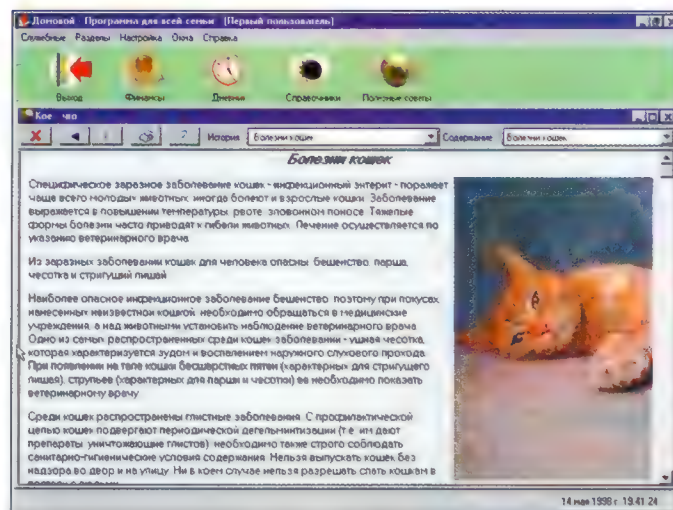 Домовой Программа для всей семьи [Первый пользователь]
Служебные Разделы Настройка Окна Справка
Выход Финансы Дневник Справочники Полезные советы
Кое что
История Болезни кошек Содержание Болезни кошек
Болезни кошек
Специфическое заразное заболевание кошек - инфекционный энтерит - поражает
чаще всего молодых животных, иногда болеют и взрослые кошки. Заболевание
выражается в повышении температуры, рвоте, зловонном поносе. Тяжелые
формы болезни часто приводят к гибели животных. Лечение осуществляется по
указанию ветеринарного врача
Из заразных заболеваний кошек для человека опасны: бешенство, парша,
чесотка и стригущий лишай
Наиболее опасное инфекционное заболевание бешенство, поэтому при покусах,
нанесенных неизвестной кошкой, необходимо обращаться в медицинские
учреждения, а над животными установить наблюдение ветеринарного врача.
Одно из самых распространенных среди кошек заболеваний - ушная чесотка,
которая характеризуется зудом и воспалением наружного слухового прохода.
При появлении на теле кошки бесшерстных пятен (характерных для стригущего
лишая), струпьев (характерных для парши и чесотки) ее необходимо показать
ветеринарному врачу.
Среди кошек распространены глистные заболевания. С профилактической
целью кошек подвергают периодической дегельминтизации (т.е. им дают
препараты, уничтожающие глистов), необходимо также строго соблюдать
санитарно-гигиенические условия содержания. Нельзя выпускать кошек без
надзора во двор и на улицу. Ни в коем случае нельзя разрешать спать кошкам в
14 мая 1998 г. 19:41:24